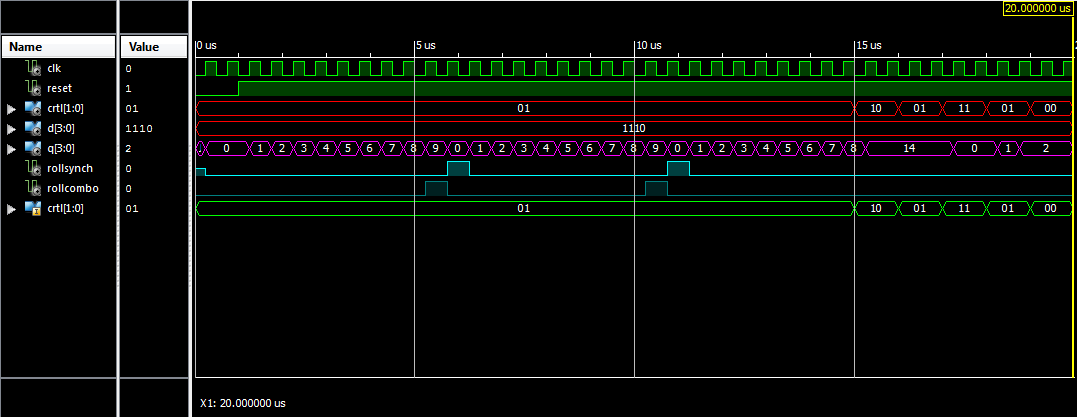 20.000000 us
Name Value
0 us 5 us 10 us 15 us 2
clk 0
reset 1
crtl[1:0] 01 01 10 01 11 01 00
d[3:0] 1110 1110
q[3:0] 2 0 1 2 3 4 5 6 7 8 9 0 1 2 3 4 5 6 7 8 9 0 1 2 3 4 5 6 7 8 14 0 1 2
rollsynch 0
rollcombo 0
crtl[1:0] 01 01 10 01 11 01 00
X1: 20.000000 us